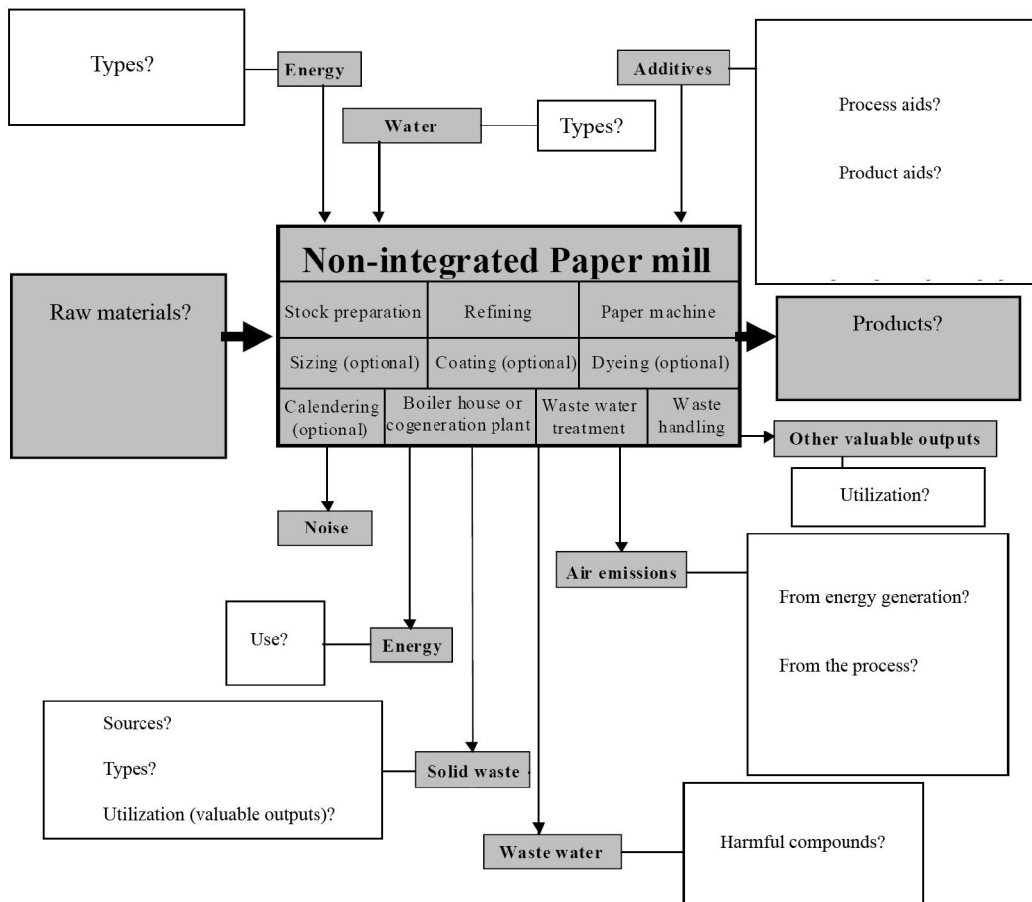 Types?
Energy
Additives
Process aids?
Product aids?
Water
Types?
Non-integrated Paper mill
Stock preparation
Refining
Paper machine
Sizing (optional)
Coating (optional)
Dyeing (optional)
Calendering
(optional)
Boiler house or
cogeneration plant
Waste water
treatment
Waste
handling
Raw materials?
Products?
Other valuable outputs
Utilization?
Noise
Air emissions
From energy generation?
From the process?
Use?
Energy
Sources?
Types?
Utilization (valuable outputs)?
Solid waste
Waste water
Harmful compounds?